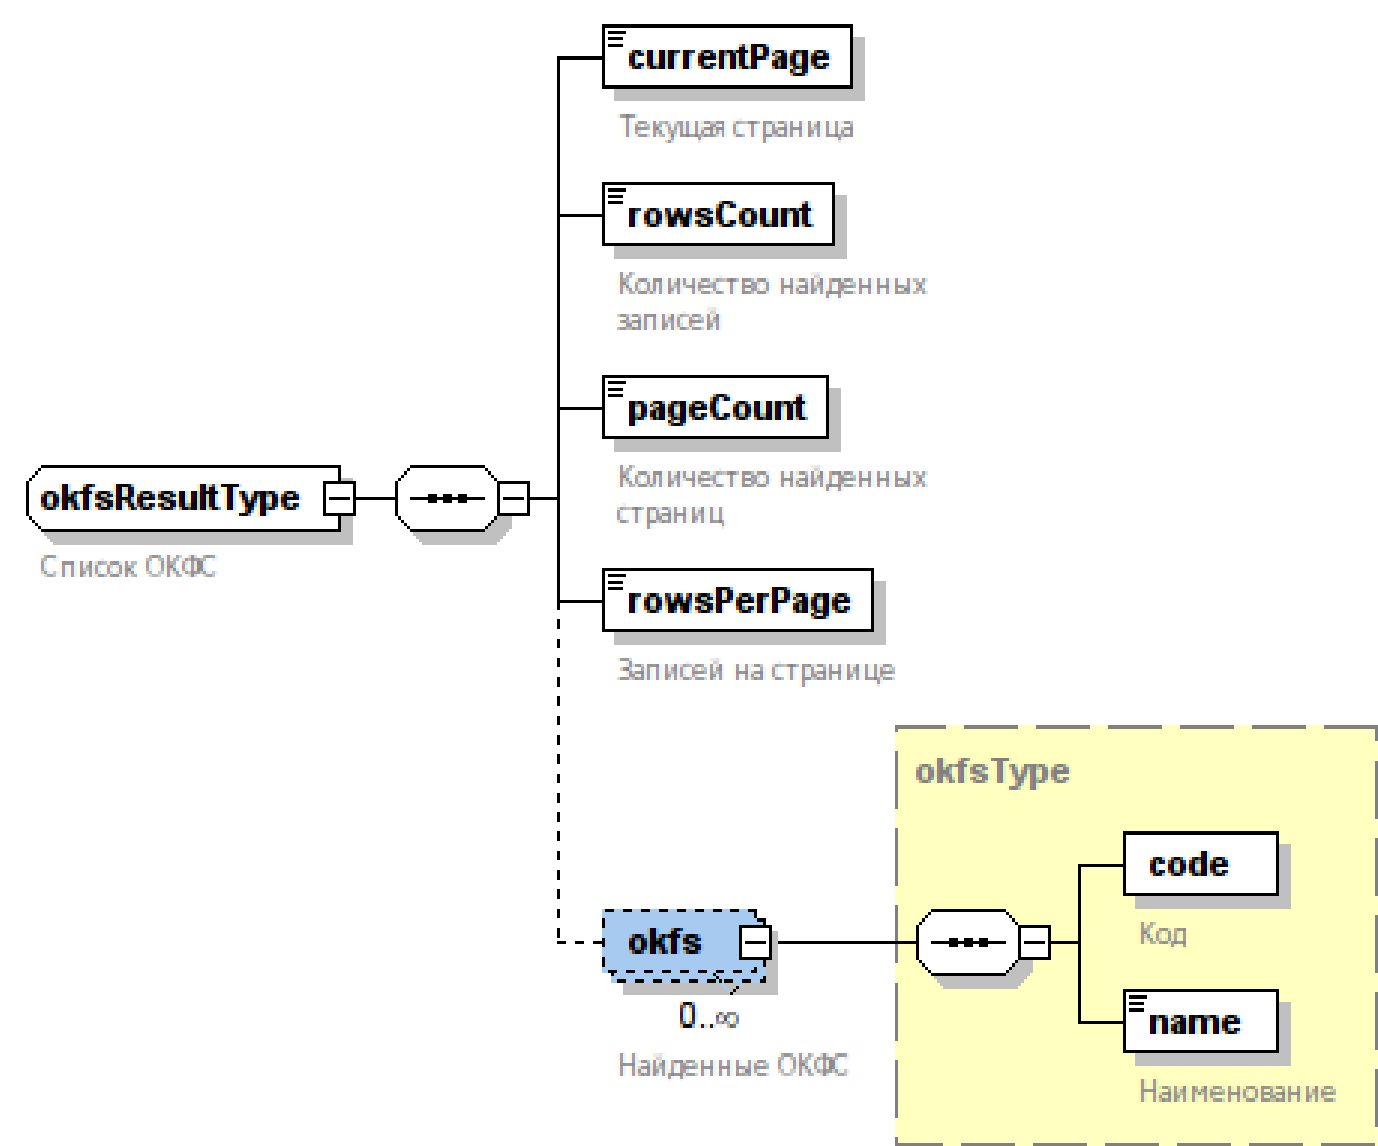 currentPage
Текущая страница
rowsCount
Количество найденных
записей
pageCount
Количество найденных
страниц
okfsResultType
Список ОКФС
rowsPerPage
Записей на странице
okfsType
code
Код
okfs
0..∞
Найденные ОКФС
name
Наименование